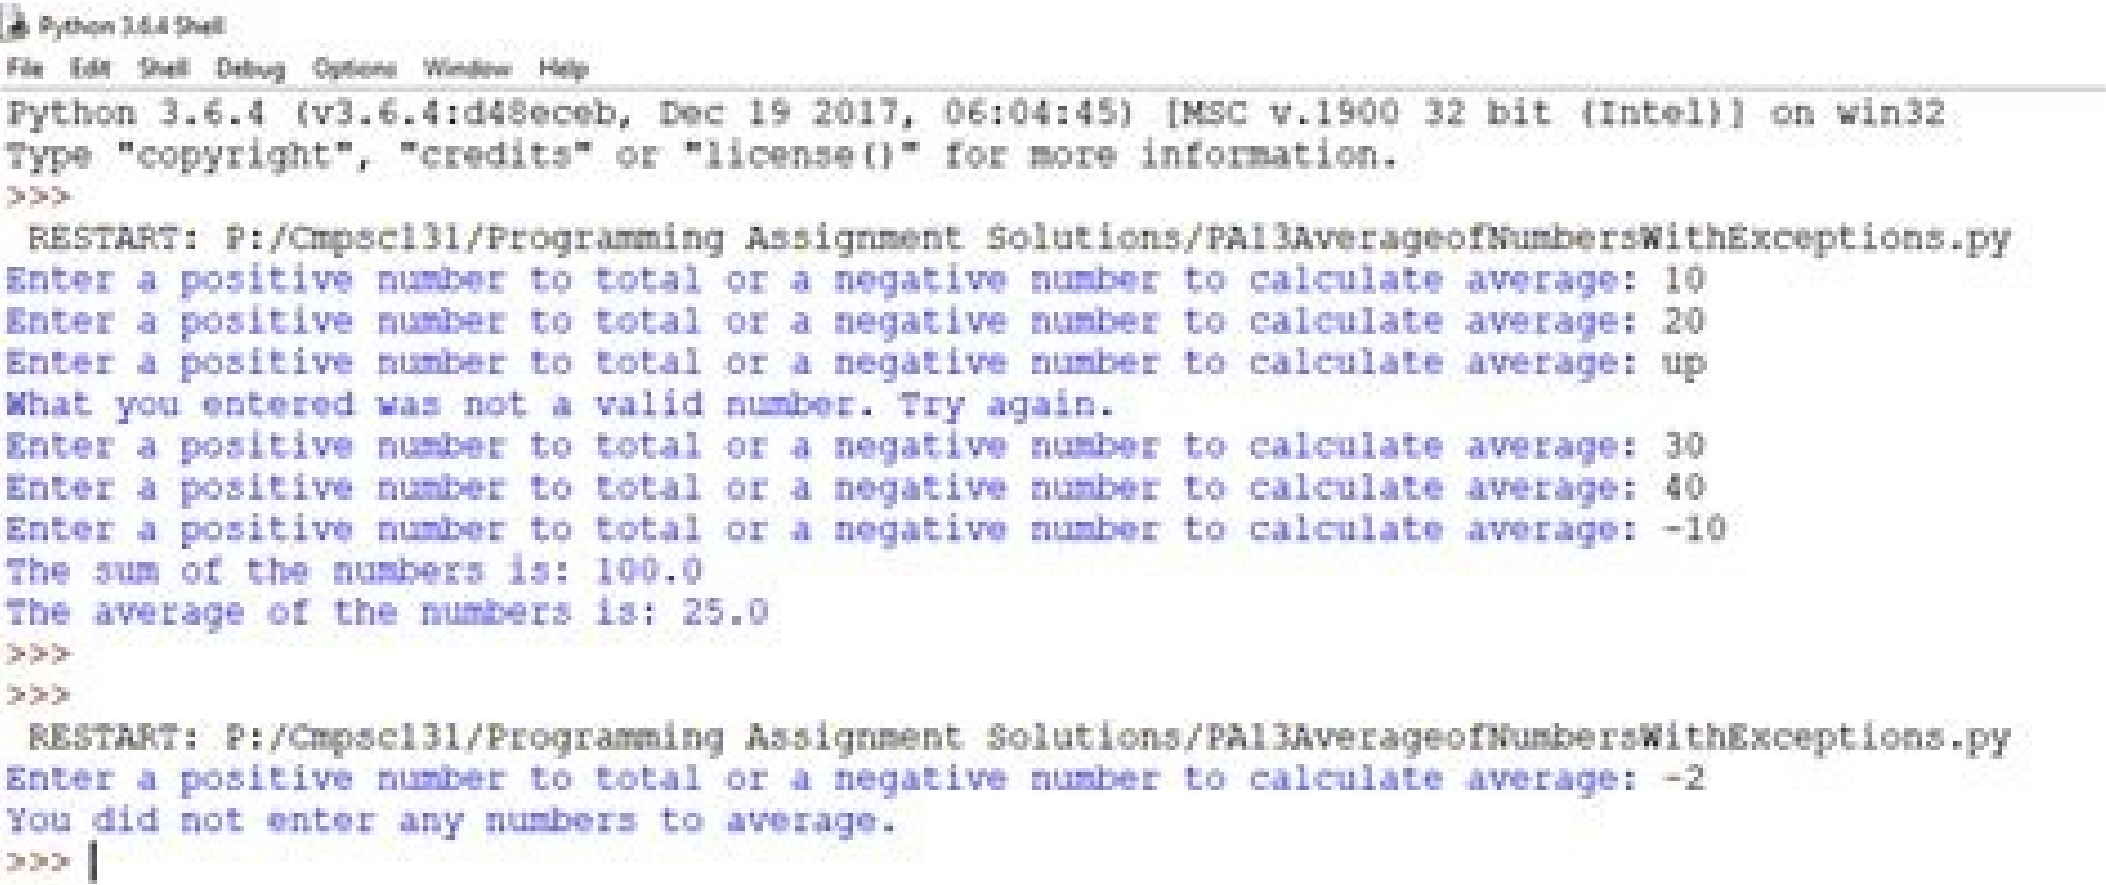 Python 3.6.4 Shell
File Edit Shell Debug Options Window Help
Python 3.6.4 (v3.6.4:d48eceb, Dec 19 2017, 06:04:45) [MSC v.1900 32 bit (Intel)] on win32
Type "copyright", "credits" or "license()" for more information.
>>>
RESTART: P:/Cmpsc131/Programming Assignment Solutions/PA13AverageofNumbersWithExceptions.py
Enter a positive number to total or a negative number to calculate average: 10
Enter a positive number to total or a negative number to calculate average: 20
Enter a positive number to total or a negative number to calculate average: up
What you entered was not a valid number. Try again.
Enter a positive number to total or a negative number to calculate average: 30
Enter a positive number to total or a negative number to calculate average: 40
Enter a positive number to total or a negative number to calculate average: -10
The sum of the numbers is: 100.0
The average of the numbers is: 25.0
>>>
>>>
RESTART: P:/Cmpsc131/Programming Assignment Solutions/PA13AverageofNumbersWithExceptions.py
Enter a positive number to total or a negative number to calculate average: -2
You did not enter any numbers to average.
>>>